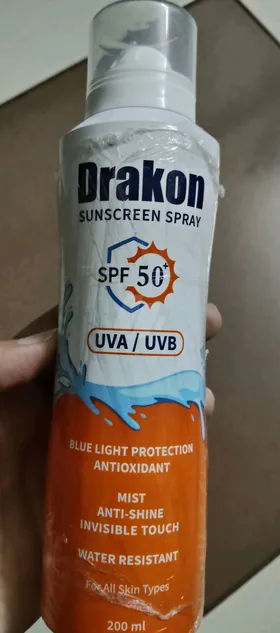 Drakon
SUNSCREEN SPRAY
SPF 50+
UVA / UVB
BLUE LIGHT PROTECTION
ANTIOXIDANT
MIST
ANTI-SHINE
INVISIBLE TOUCH
WATER RESISTANT
For All Skin Types
200 ml